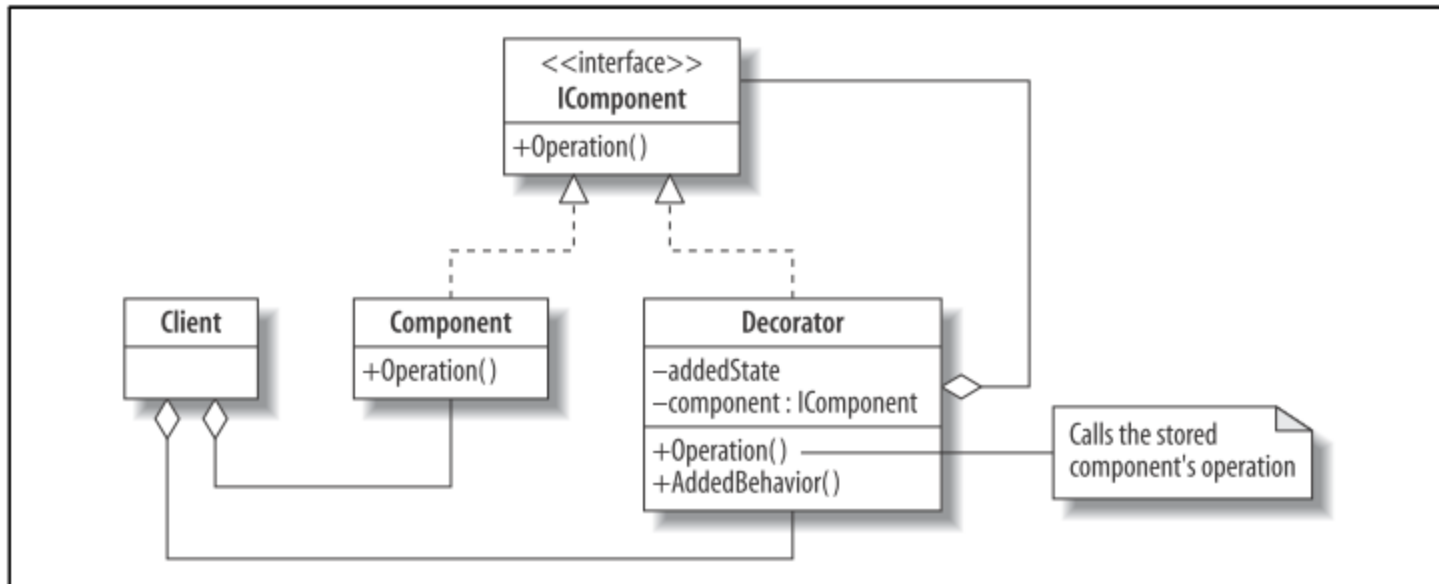 <<interface>>
IComponent
+Operation()
Client
Component
+Operation()
Decorator
–addedState
–component : IComponent
+Operation()
+AddedBehavior()
Calls the stored
component's operation